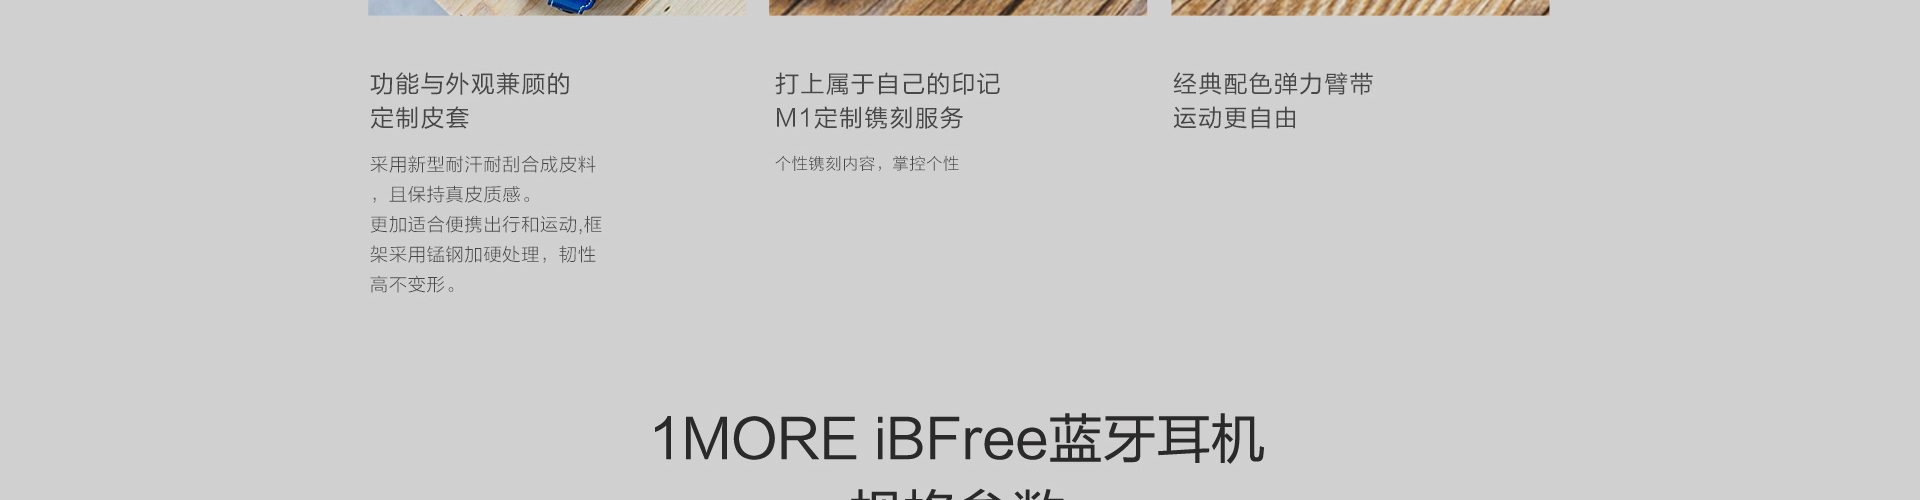 功能与外观兼顾的
定制皮套
采用新型耐汗耐刮合成皮料
，且保持真皮质感。
更加适合便携出行和运动,框
架采用锰钢加硬处理，韧性
高不变形。
打上属于自己的印记
M1定制镌刻服务
个性镌刻内容，掌控个性
经典配色弹力臂带
运动更自由
1MORE iBFree蓝牙耳机
规格参数